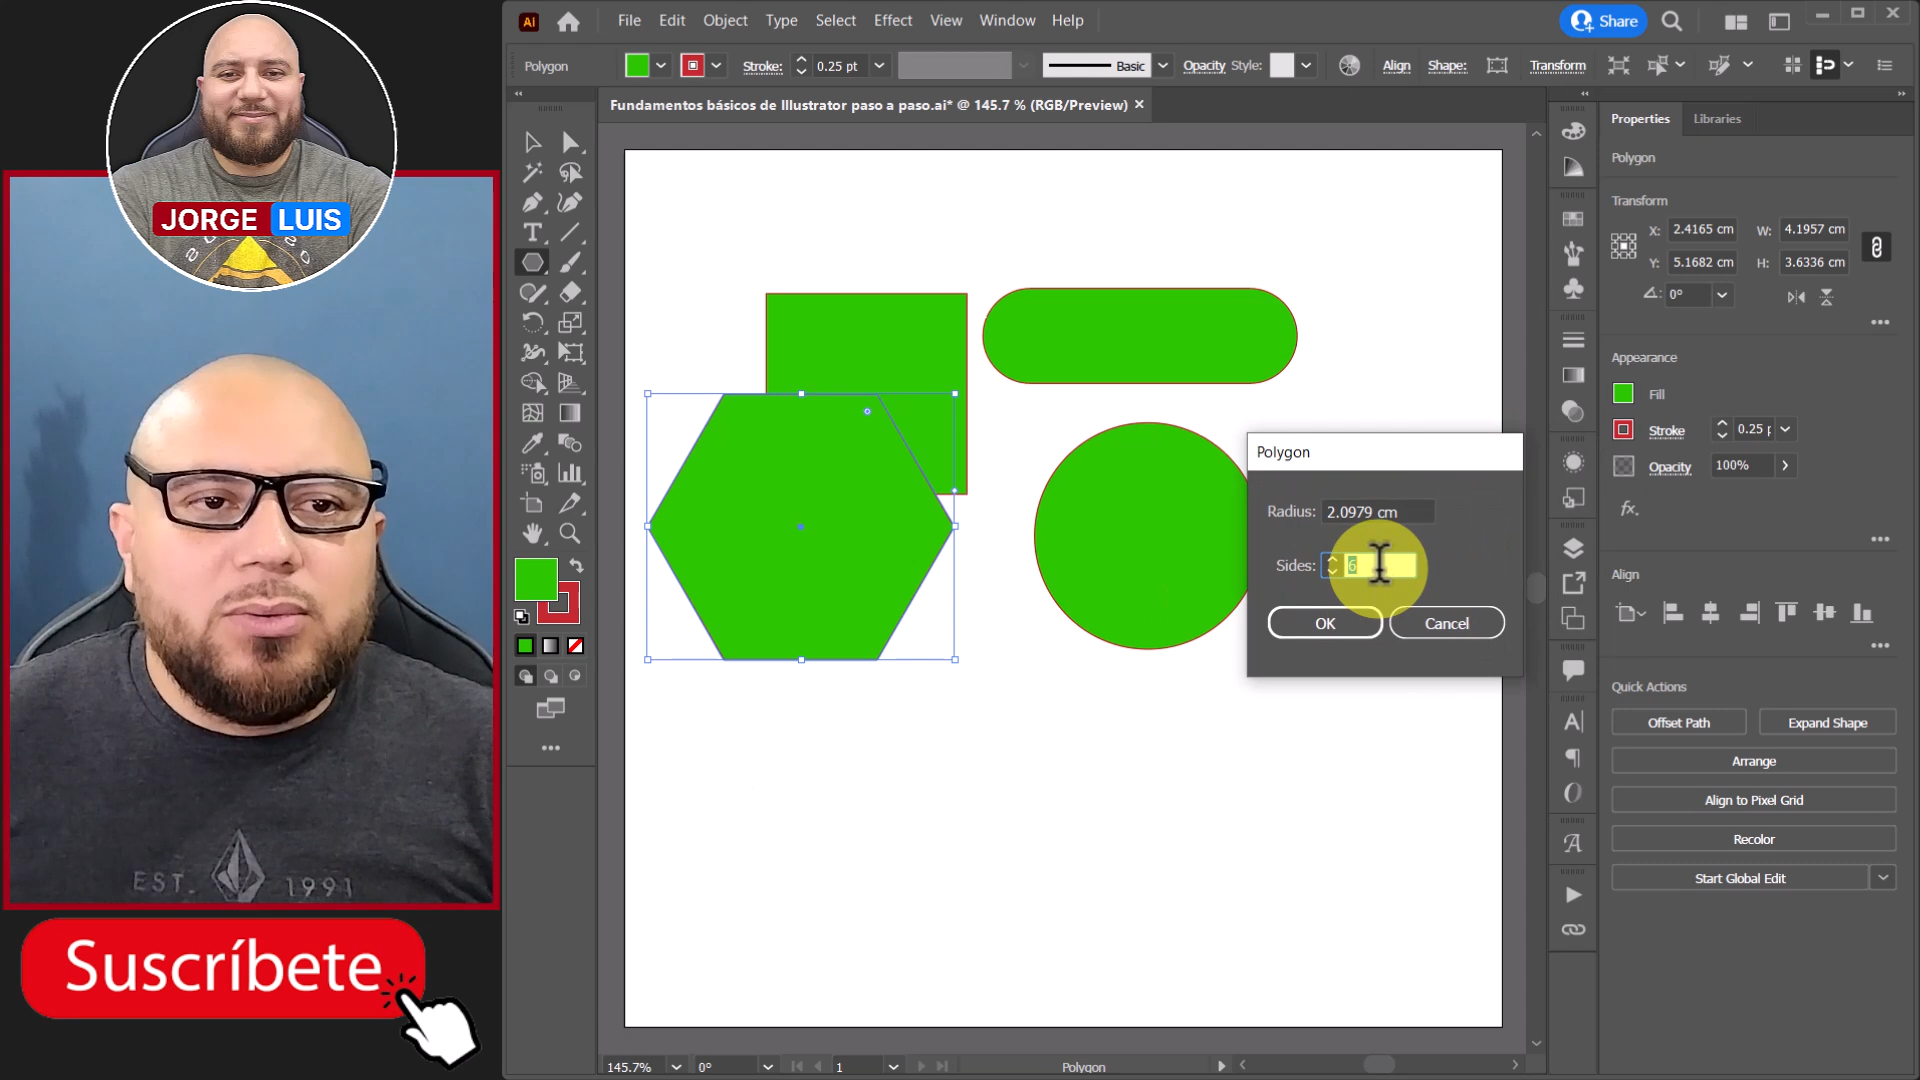 JORGE LUIS
EST. 1991
Suscríbete
Ai
File Edit Object Type Select Effect View Window Help
Share
Polygon
Stroke: 0.25 pt
Basic
Opacity Style:
Align Shape: Transform
Fundamentos básicos de Illustrator paso a paso.ai* @ 145.7 % (RGB/Preview)
Polygon
Radius: 2.0979 cm
Sides: 6
OK Cancel
Properties Libraries
Polygon
Transform
X: 2.4165 cm W: 4.1957 cm
Y: 5.1682 cm H: 3.6336 cm
0°
Appearance
Fill
Stroke 0.25 p
Opacity 100%
fx.
Align
Quick Actions
Offset Path Expand Shape
Arrange
Align to Pixel Grid
Recolor
Start Global Edit
145.7% 0° 1 Polygon